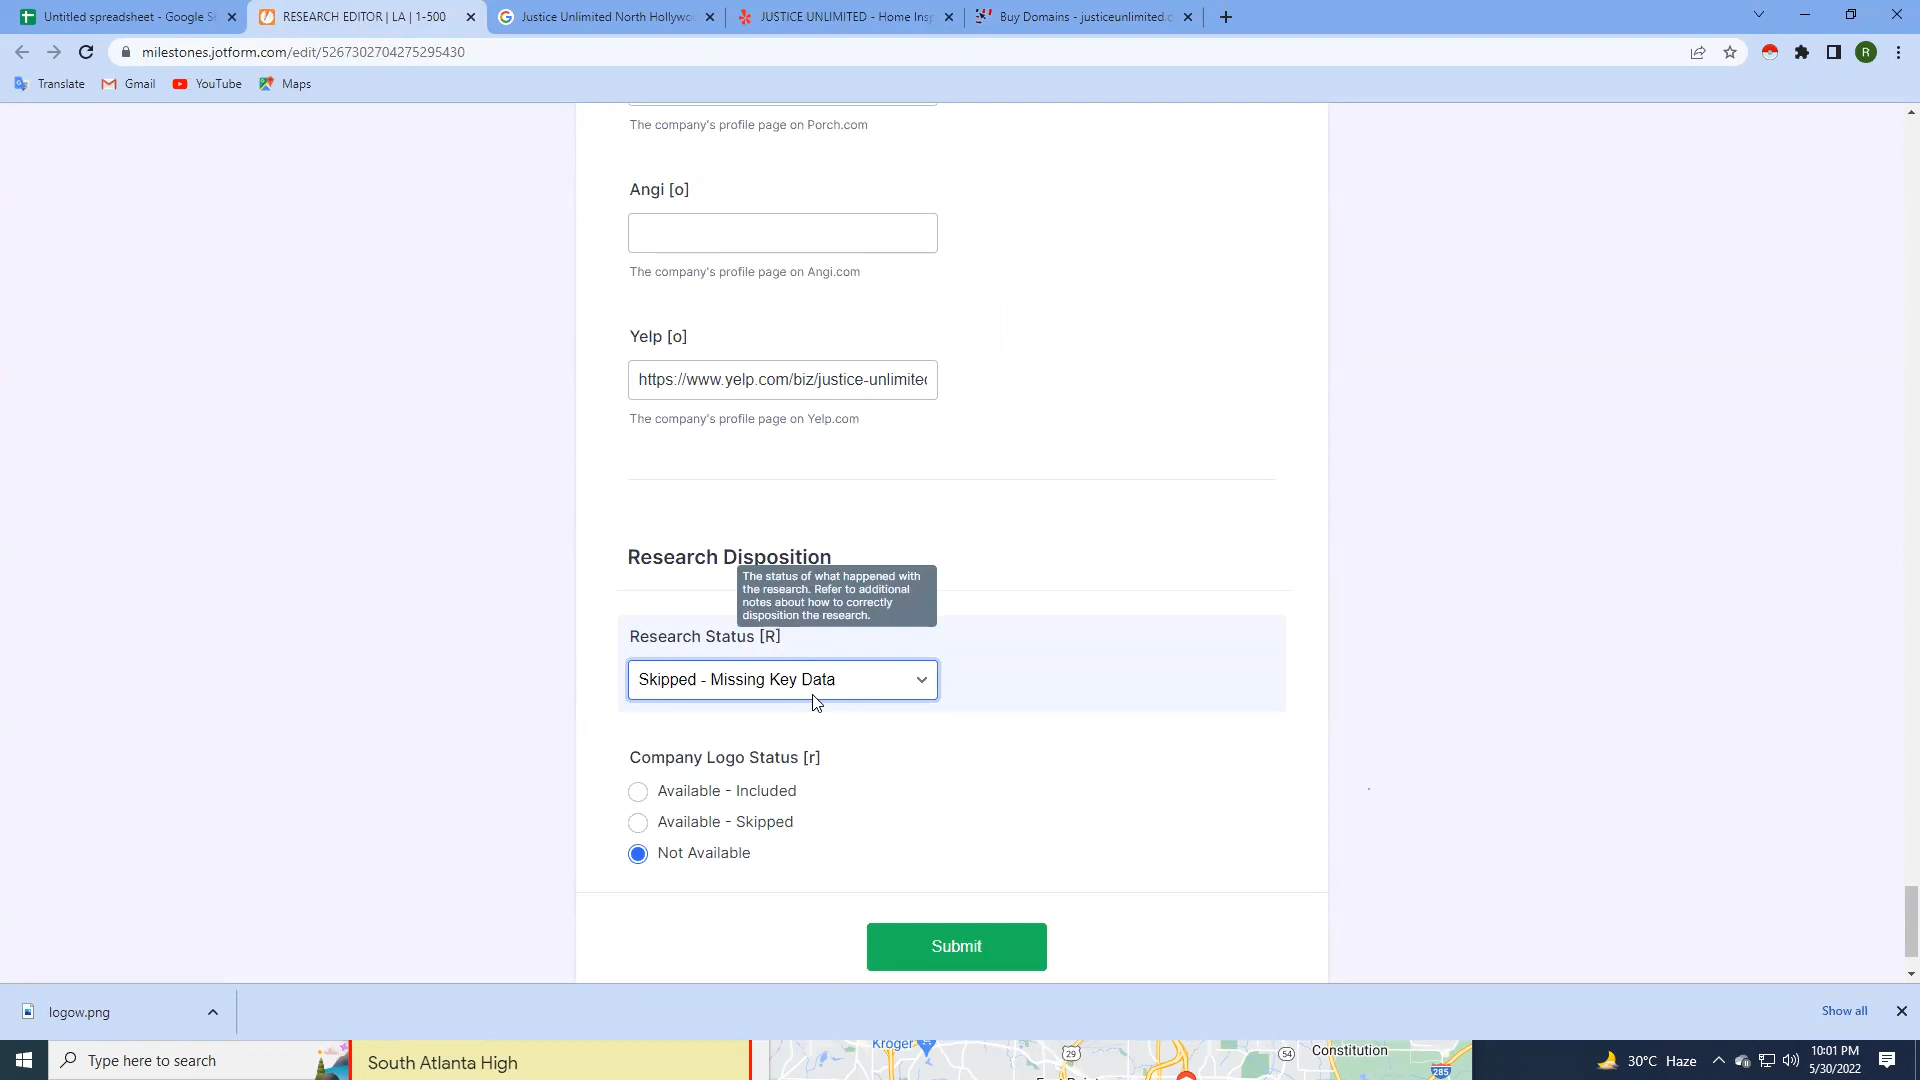 Untitled spreadsheet - Google S
RESEARCH EDITOR | LA | 1-500
Justice Unlimited North Hollywo
JUSTICE UNLIMITED - Home Insp
Buy Domains - justiceunlimited.c
milestones.jotform.com/edit/5267302704275295430
R
Translate
Gmail
YouTube
Maps
The company's profile page on Porch.com
Angi [o]
The company's profile page on Angi.com
Yelp [o]
https://www.yelp.com/biz/justice-unlimited
The company's profile page on Yelp.com
Research Disposition
The status of what happened with
the research. Refer to additional
notes about how to correctly
disposition the research.
Research Status [R]
Skipped - Missing Key Data
Company Logo Status [r]
Available - Included
Available - Skipped
Not Available
Submit
logow.png
Show all
Type here to search
South Atlanta High
Kroger
29
54
Constitution
285
30°C Haze
10:01 PM
5/30/2022